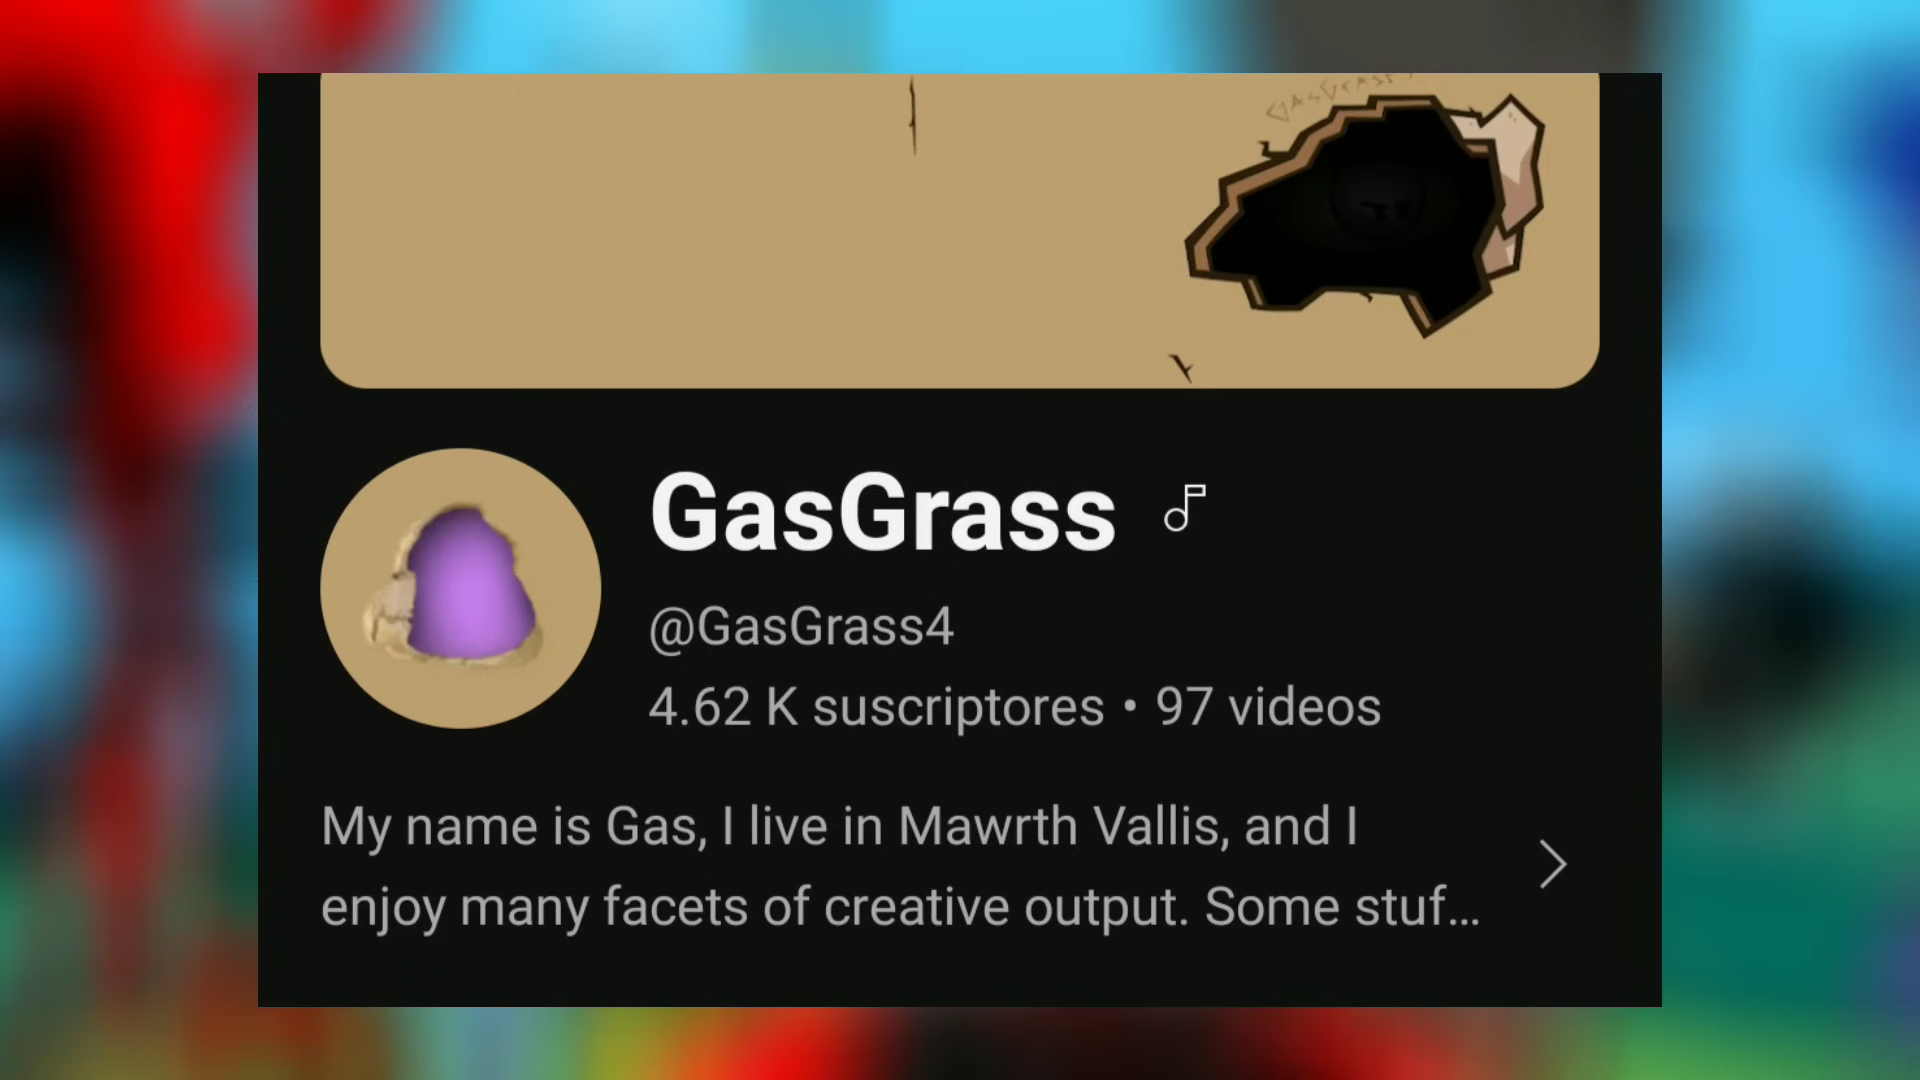 GasGrass
GasGrass
@GasGrass4
4.62 K suscriptores • 97 videos
My name is Gas, I live in Mawrth Vallis, and I
enjoy many facets of creative output. Some stuf...